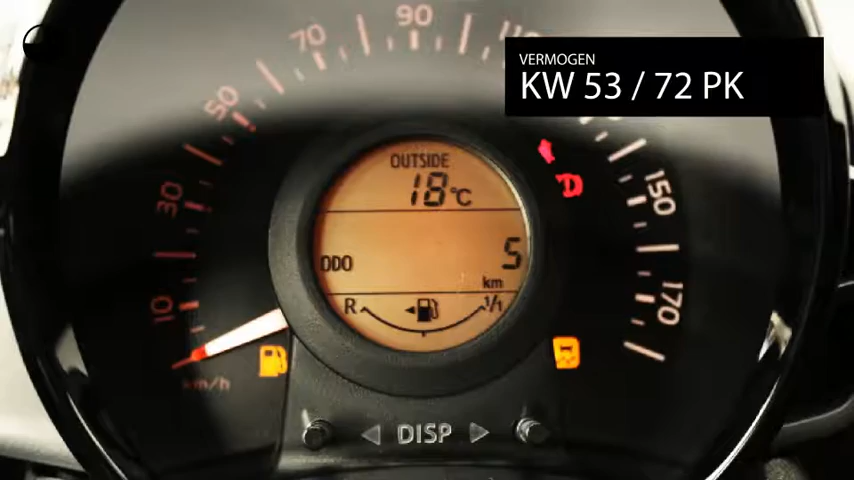 VERMOGEN
KW 53 / 72 PK
90
70
50
30
10
150
170
km/h
OUTSIDE
18°C
ODO
5
km
R
1/1
DISP